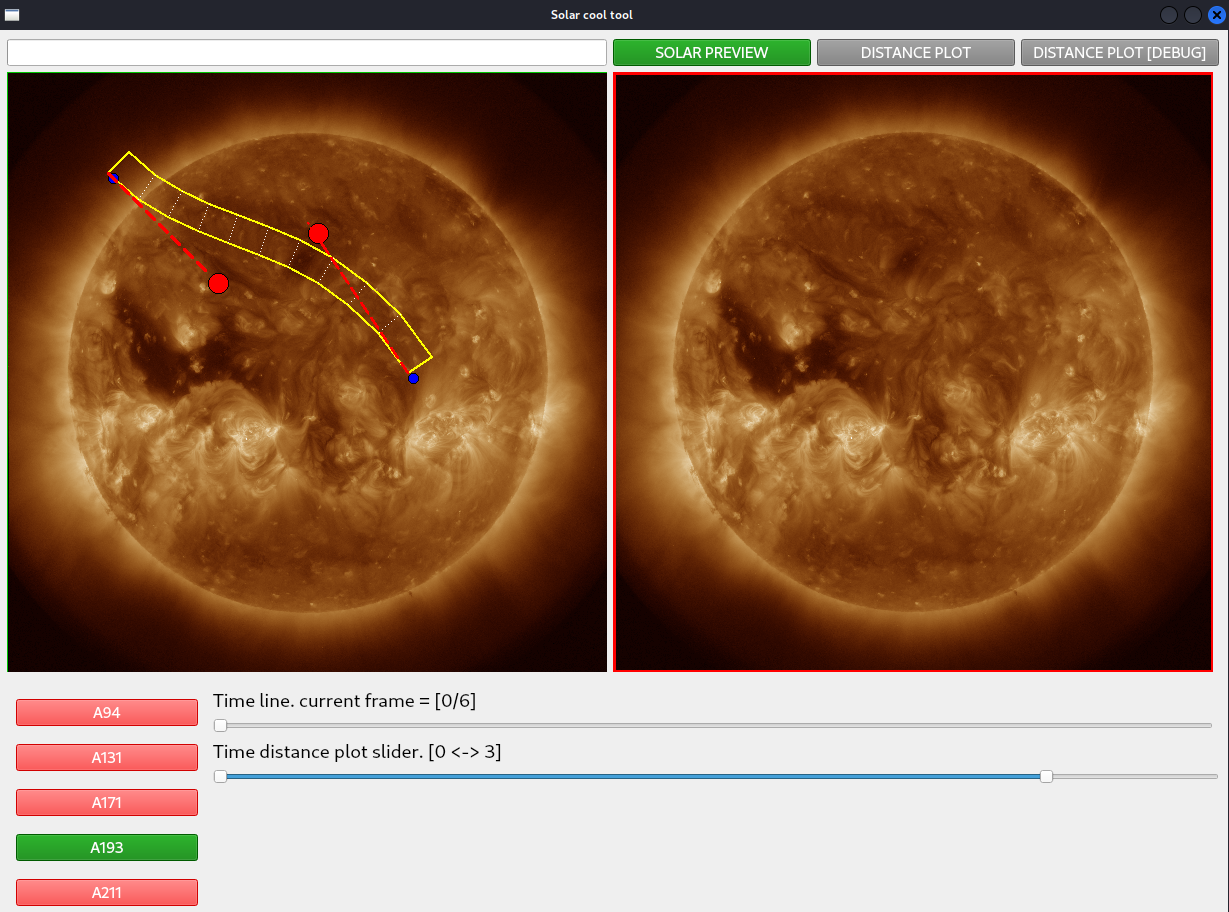 Solar cool tool
SOLAR PREVIEW
DISTANCE PLOT
DISTANCE PLOT [DEBUG]
Time line. current frame = [0/6]
Time distance plot slider. [0 <-> 3]
A94
A131
A171
A193
A211